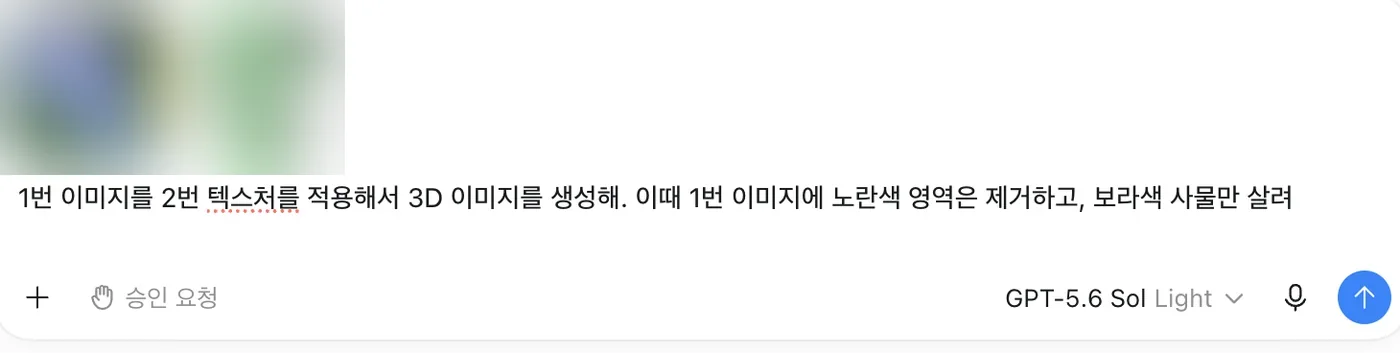 1번 이미지를 2번 텍스처를 적용해서 3D 이미지를 생성해. 이때 1번 이미지에 노란색 영역은 제거하고, 보라색 사물만 살려
승인 요청
GPT-5.6 Sol Light